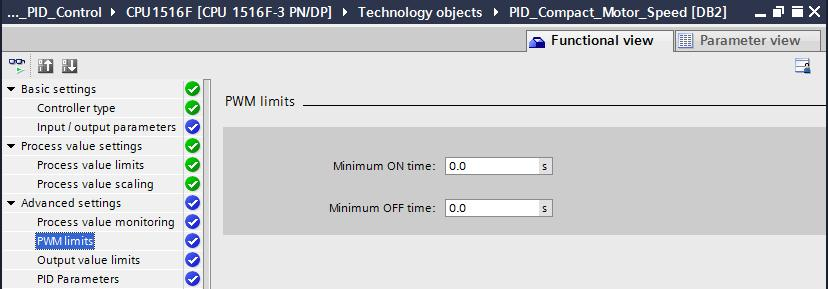 ..._PID_Control ▸ CPU1516F [CPU 1516F-3 PN/DP] ▸ Technology objects ▸ PID_Compact_Motor_Speed [DB2]
Functional view
Parameter view
Basic settings
Controller type
Input / output parameters
Process value settings
Process value limits
Process value scaling
Advanced settings
Process value monitoring
PWM limits
Output value limits
PID Parameters
PWM limits
Minimum ON time: 0.0 s
Minimum OFF time: 0.0 s